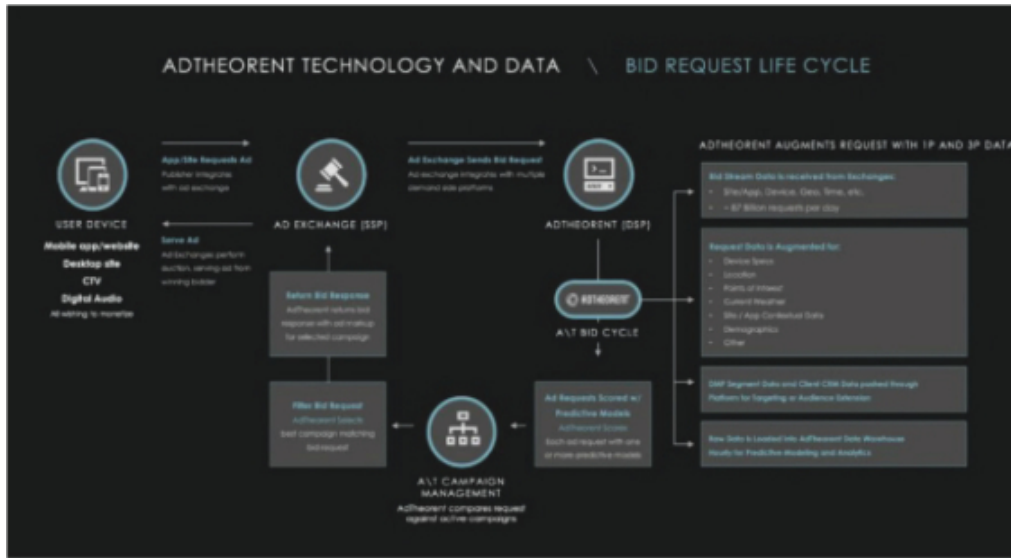 ADTHEORENT TECHNOLOGY AND DATA \ BID REQUEST LIFE CYCLE
USER DEVICE
Mobile app/website
Desktop site
CTV
Digital Audio
All wishing to monetize
App/Site Requests Ad
Publisher integrates
with ad exchange
Serve Ad
Ad Exchanges perform
auction, serving ad from
winning bidder
AD EXCHANGE (SSP)
Ad Exchange Sends Bid Request
Ad exchange integrates with multiple
demand side platforms
ADTHEORENT (DSP)
ADTHEORENT
A\T BID CYCLE
Ad Requests Scored w/
Predictive Models
AdTheorent Scores
Each ad request with one
or more predictive models
A\T CAMPAIGN
MANAGEMENT
AdTheorent compares request
against active campaigns
Filter Bid Request
AdTheorent Selects
best campaign matching
bid request
Return Bid Response
AdTheorent returns bid
response with ad markup
for selected campaign
ADTHEORENT AUGMENTS REQUEST WITH 1P AND 3P DATA
Bid Stream Data is received from Exchanges:
• Site/App, Device, Geo, Time, etc.
• ~ 87 Billion requests per day
Request Data is Augmented for:
• Device Specs
• Location
• Points of Interest
• Current Weather
• Site / App Contextual Data
• Demographics
• Other
DMP Segment Data and Client CRM Data pushed through
Platform for Targeting or Audience Extension
Raw Data is Loaded into AdTheorent Data Warehouse
Hourly for Predictive Modeling and Analytics